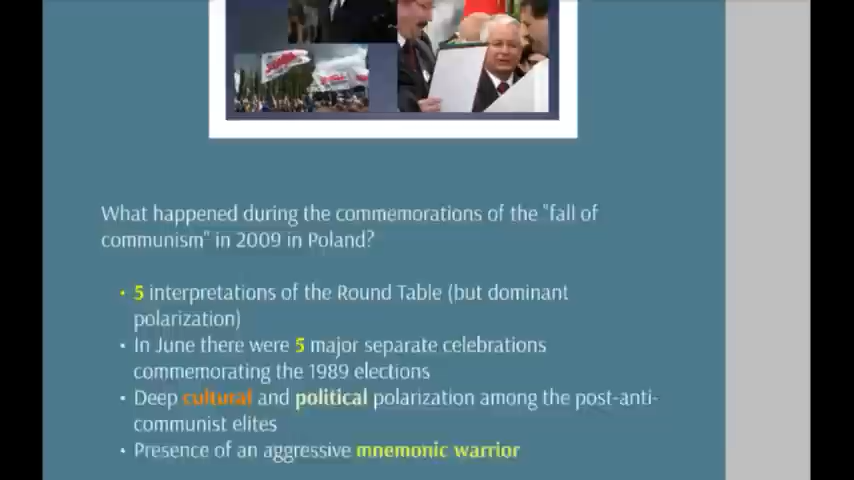 What happened during the commemorations of the "fall of
communism" in 2009 in Poland?
• 5 interpretations of the Round Table (but dominant
polarization)
• In June there were 5 major separate celebrations
commemorating the 1989 elections
• Deep cultural and political polarization among the post-anti-
communist elites
• Presence of an aggressive mnemonic warrior